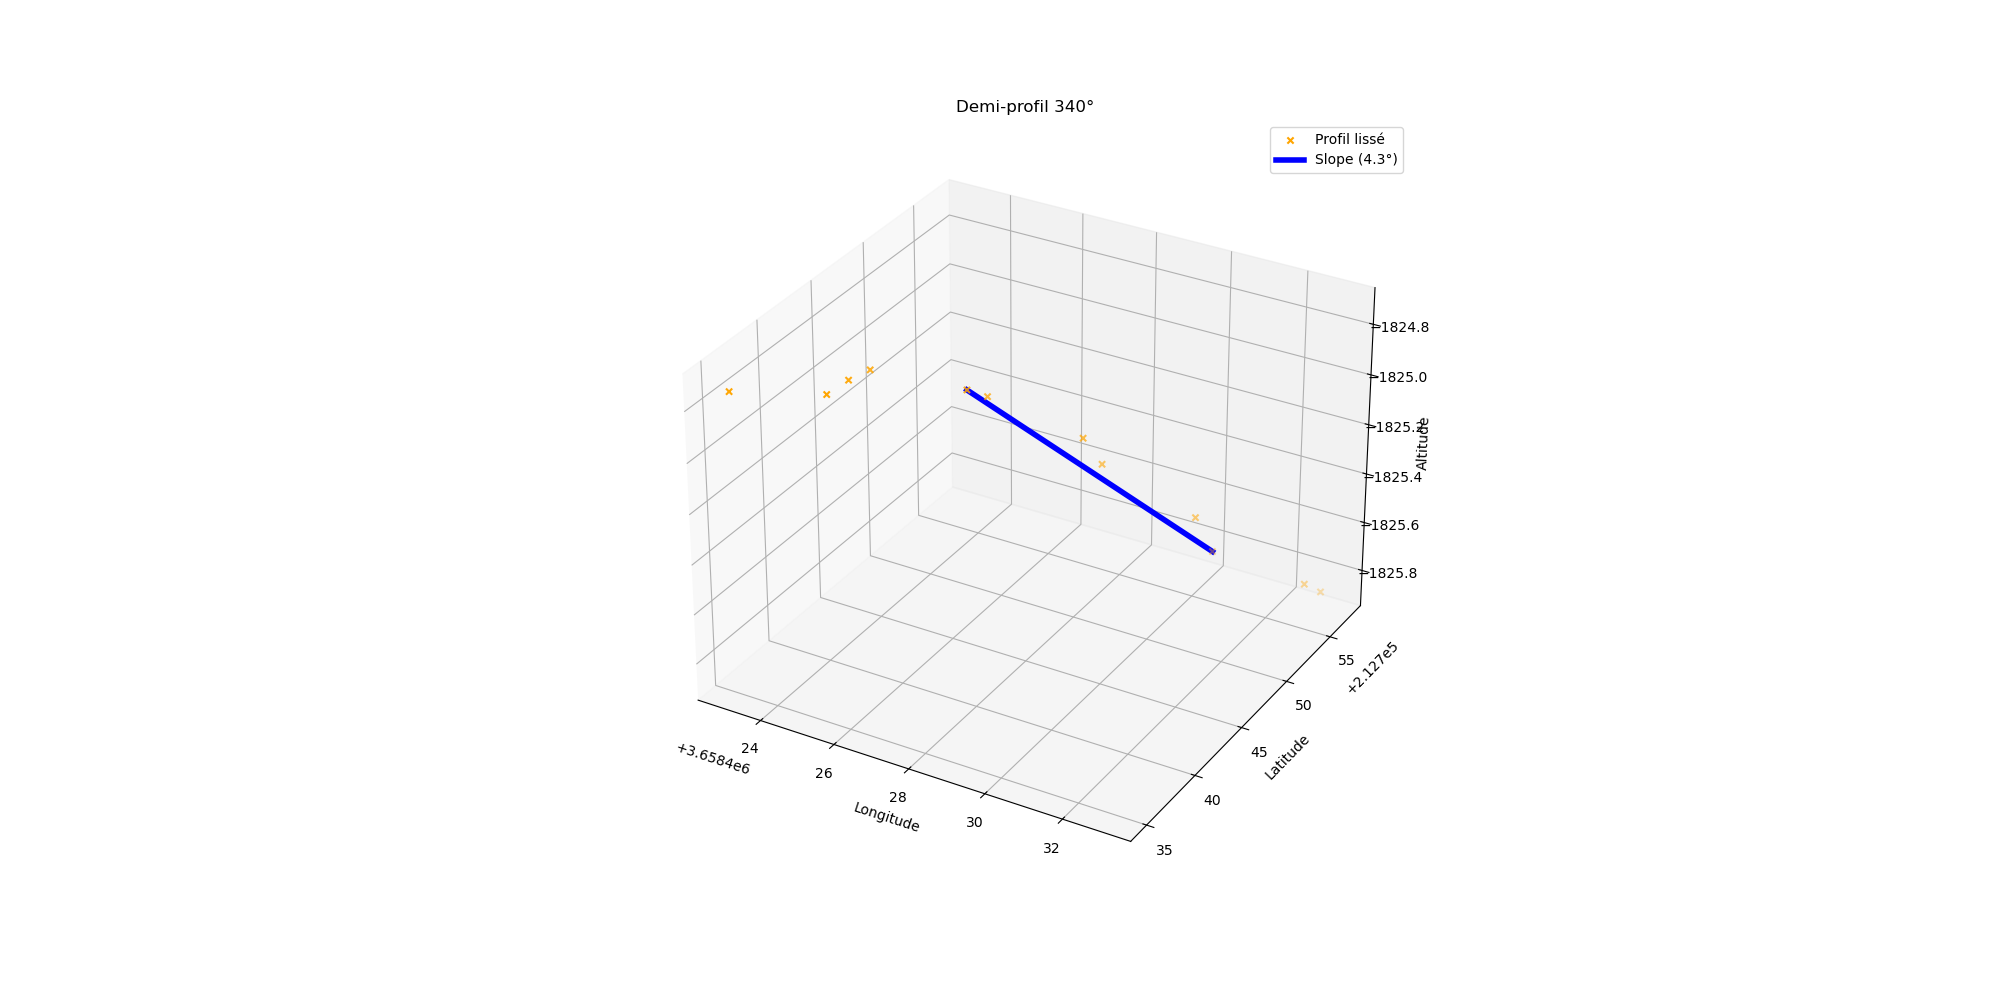 Demi-profil 340°
Profil lissé
Slope (4.3°)
−1824.8
−1825.0
−1825.2
−1825.4
−1825.6
−1825.8
Altitude
55
50
45
40
35
+2.127e5
Latitude
24
26
28
30
32
+3.6584e6
Longitude